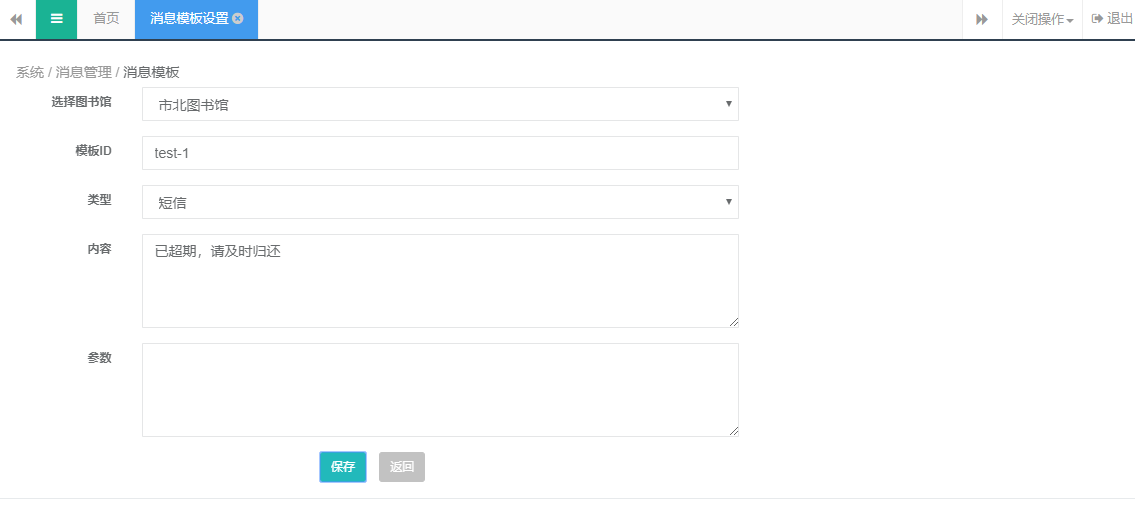 首页 消息模板设置 关闭操作 退出
系统 / 消息管理 / 消息模板
选择图书馆 市北图书馆
模板ID test-1
类型 短信
内容 已超期，请及时归还
参数
保存 返回